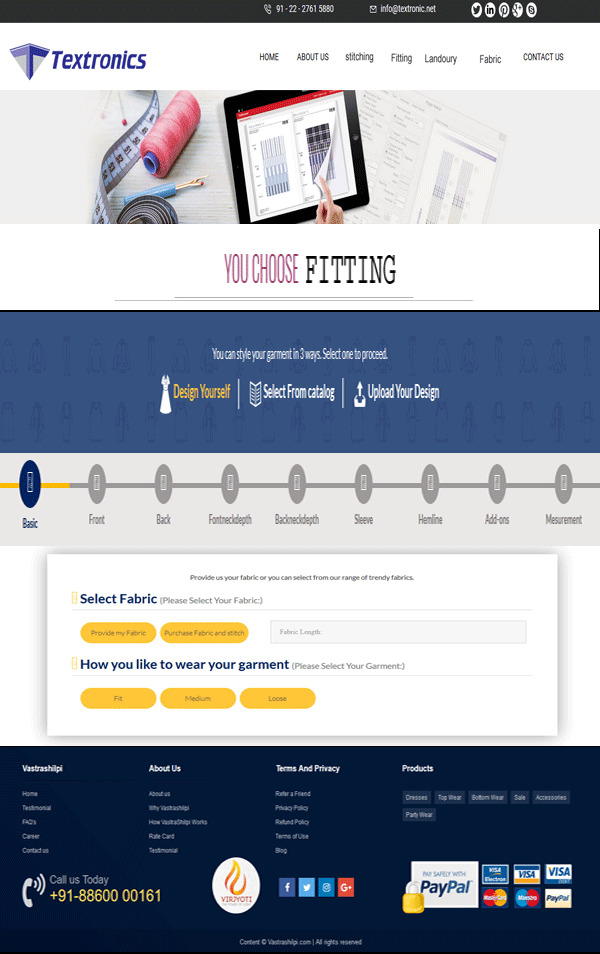 91 - 22 - 2761 5880 info@textronic.net
Textronics
HOME ABOUT US stitching Fitting Landoury Fabric CONTACT US
YOU CHOOSE FITTING
You can style your garment in 3 ways. Select one to proceed.
Design Yourself Select From catalog Upload Your Design
Basic Front Back Fontneckdepth Backneckdepth Sleeve Hemline Add-ons Mesurement
Provide us your fabric or you can select from our range of trendy fabrics.
Select Fabric (Please Select Your Fabric:)
Provide my Fabric Purchase Fabric and stitch Fabric Length:
How you like to wear your garment (Please Select Your Garment:)
Fit Medium Loose
Vastrashilpi About Us Terms And Privacy Products
Home About us Refer a Friend Dresses Top Wear Bottom Wear Sale Accessories
Testimonial Why Vastrashilpi Privacy Policy Party Wear
FAQ's How VastraShilpi Works Refund Policy
Career Rate Card Terms of Use
Contact us Testimonial Blog
Call us Today
+91-88600 00161
VIRJYOTI
PAY SAFELY WITH
PayPal
VISA Electron VISA VISA
MasterCard Maestro PayPal
Content © Vastrashilpi.com | All rights reserved